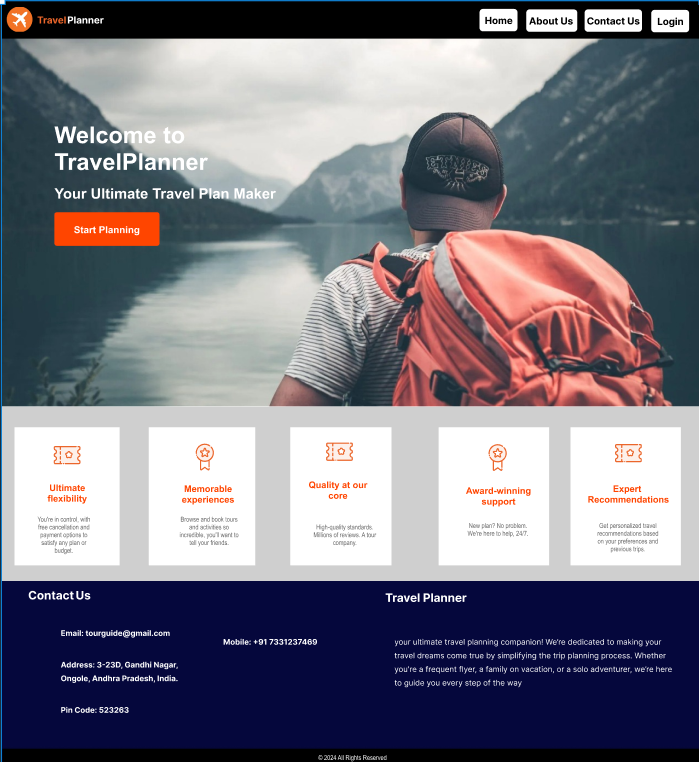 TravelPlanner
Home
About Us
Contact Us
Login
Welcome to
TravelPlanner
Your Ultimate Travel Plan Maker
Start Planning
ETNIES
Ultimate
flexibility
You're in control, with
free cancellation and
payment options to
satisfy any plan or
budget.
Memorable
experiences
Browse and book tours
and activities so
incredible, you'll want to
tell your friends.
Quality at our
core
High-quality standards.
Millions of reviews. A tour
company.
Award-winning
support
New plan? No problem.
We're here to help, 24/7.
Expert
Recommendations
Get personalized travel
recommendations based
on your preferences and
previous trips.
Contact Us
Email: tourguide@gmail.com
Mobile: +91 7331237469
Address: 3-23D, Gandhi Nagar,
Ongole, Andhra Pradesh, India.
Pin Code: 523263
Travel Planner
your ultimate travel planning companion! We're dedicated to making your
travel dreams come true by simplifying the trip planning process. Whether
you're a frequent flyer, a family on vacation, or a solo adventurer, we're here
to guide you every step of the way
© 2024 All Rights Reserved